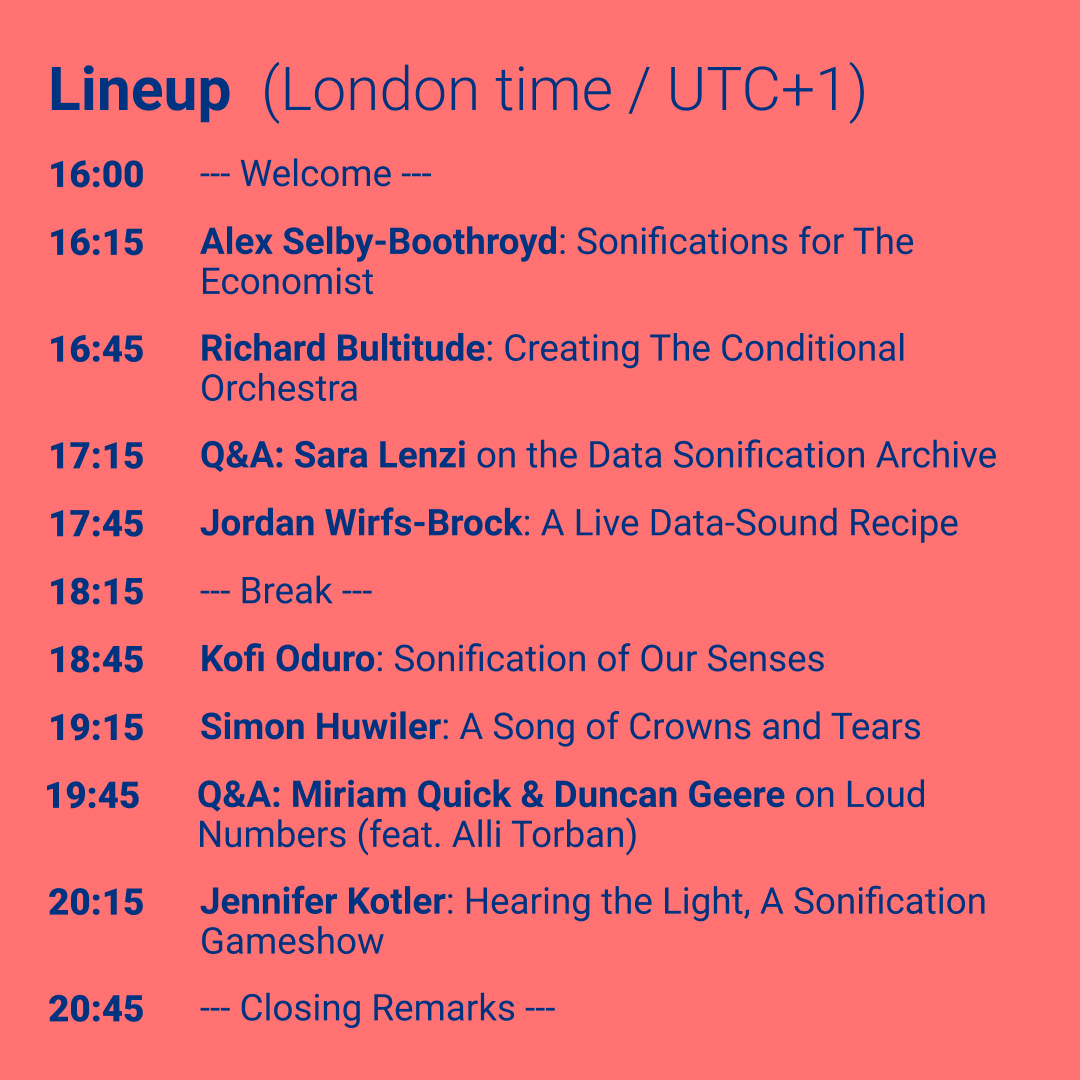 Lineup (London time / UTC+1)
16:00 --- Welcome ---
16:15 Alex Selby-Boothroyd: Sonifications for The
Economist
16:45 Richard Bultitude: Creating The Conditional
Orchestra
17:15 Q&A: Sara Lenzi on the Data Sonification Archive
17:45 Jordan Wirfs-Brock: A Live Data-Sound Recipe
18:15 --- Break ---
18:45 Kofi Oduro: Sonification of Our Senses
19:15 Simon Huwiler: A Song of Crowns and Tears
19:45 Q&A: Miriam Quick & Duncan Geere on Loud
Numbers (feat. Alli Torban)
20:15 Jennifer Kotler: Hearing the Light, A Sonification
Gameshow
20:45 --- Closing Remarks ---